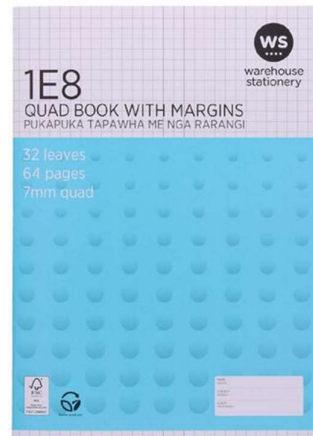 WS
warehouse
stationery
1E8
QUAD BOOK WITH MARGINS
PUKAPUKA TAPAWHA ME NGA RARANGI
32 leaves
64 pages
7mm quad
FSC